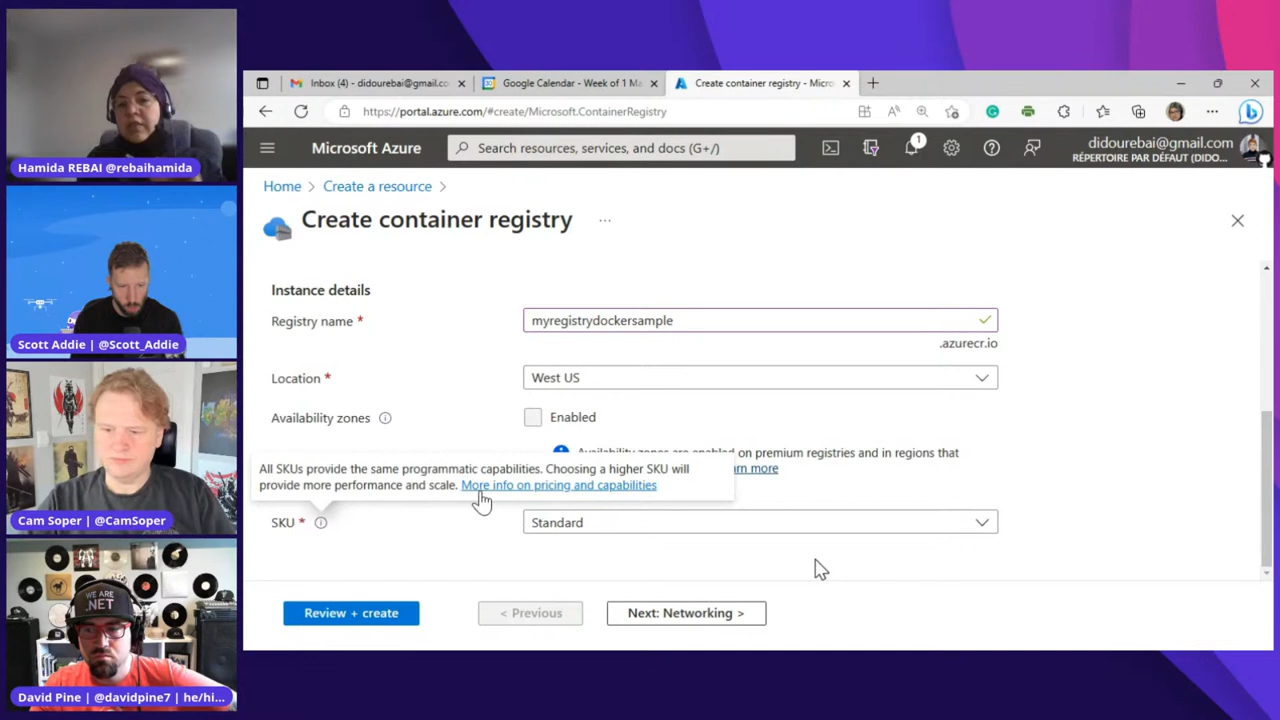 Hamida REBAI @rebaihamida
Scott Addie | @Scott_Addie
Cam Soper | @CamSoper
WE ARE
.NET
David Pine | @davidpine7 | he/hi...
Inbox (4) - didourebai@gmail.co
Google Calendar - Week of 1 Ma
Create container registry - Micro
https://portal.azure.com/#create/Microsoft.ContainerRegistry
Microsoft Azure
Search resources, services, and docs (G+/)
1
didourebai@gmail.com
RÉPERTOIRE PAR DÉFAUT (DIDO...
Home > Create a resource >
Create container registry ...
Instance details
Registry name *
myregistrydockersample
.azurecr.io
Location *
West US
Availability zones
Enabled
Availability zones are enabled on premium registries and in regions that
more
All SKUs provide the same programmatic capabilities. Choosing a higher SKU will
provide more performance and scale. More info on pricing and capabilities
SKU *
Standard
Review + create
< Previous
Next: Networking >